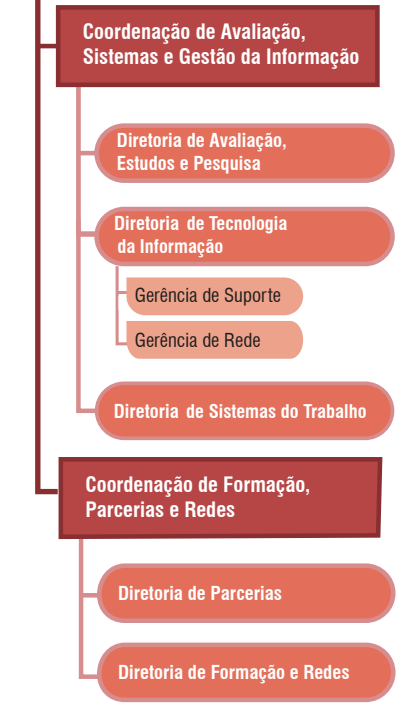 Coordenação de Avaliação,
Sistemas e Gestão da Informação
Diretoria de Avaliação,
Estudos e Pesquisa
Diretoria de Tecnologia
da Informação
Gerência de Suporte
Gerência de Rede
Diretoria de Sistemas do Trabalho
Coordenação de Formação,
Parcerias e Redes
Diretoria de Parcerias
Diretoria de Formação e Redes